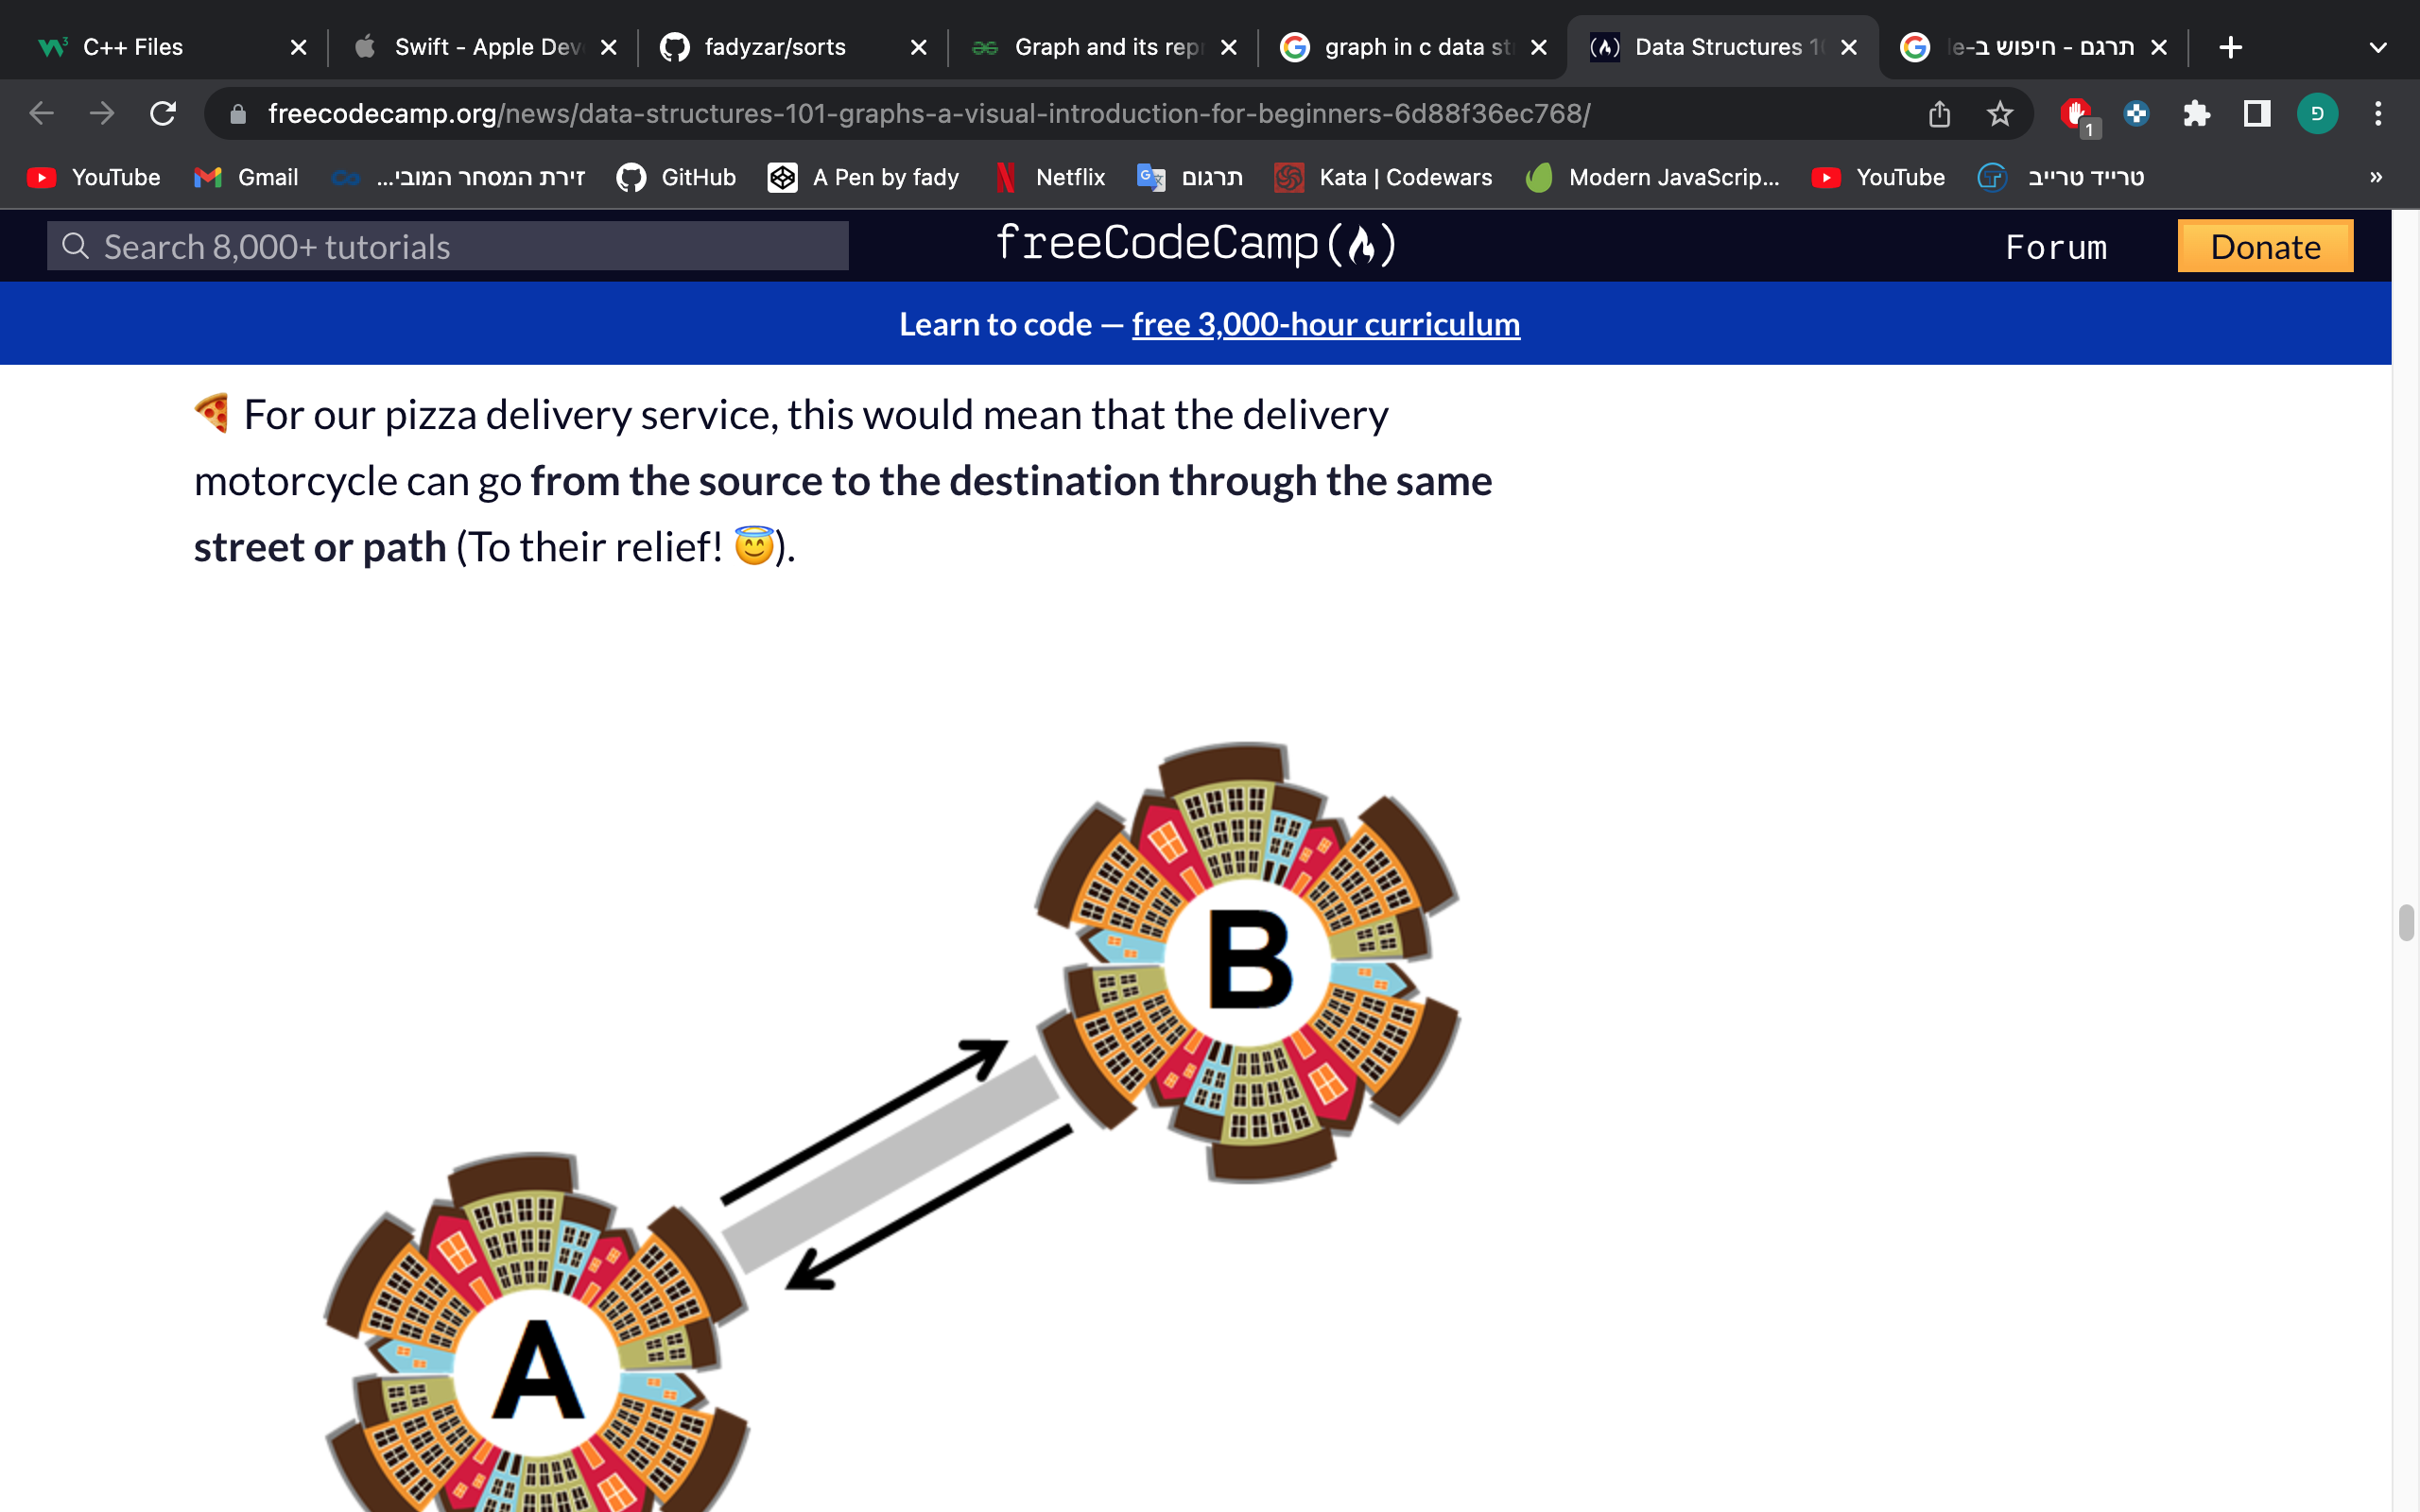 C++ Files
Swift - Apple Dev
fadyzar/sorts
Graph and its rep
graph in c data st
Data Structures 1
תרגם - חיפוש ב-le
freecodecamp.org/news/data-structures-101-graphs-a-visual-introduction-for-beginners-6d88f36ec768/
1
פ
YouTube
Gmail
זירת המסחר המובי...
GitHub
A Pen by fady
Netflix
תרגום
Kata | Codewars
Modern JavaScrip...
YouTube
טרייד טרייב
»
Search 8,000+ tutorials
freeCodeCamp
Forum
Donate
Learn to code — free 3,000-hour curriculum
🍕 For our pizza delivery service, this would mean that the delivery
motorcycle can go from the source to the destination through the same
street or path (To their relief! 😇).
B
A